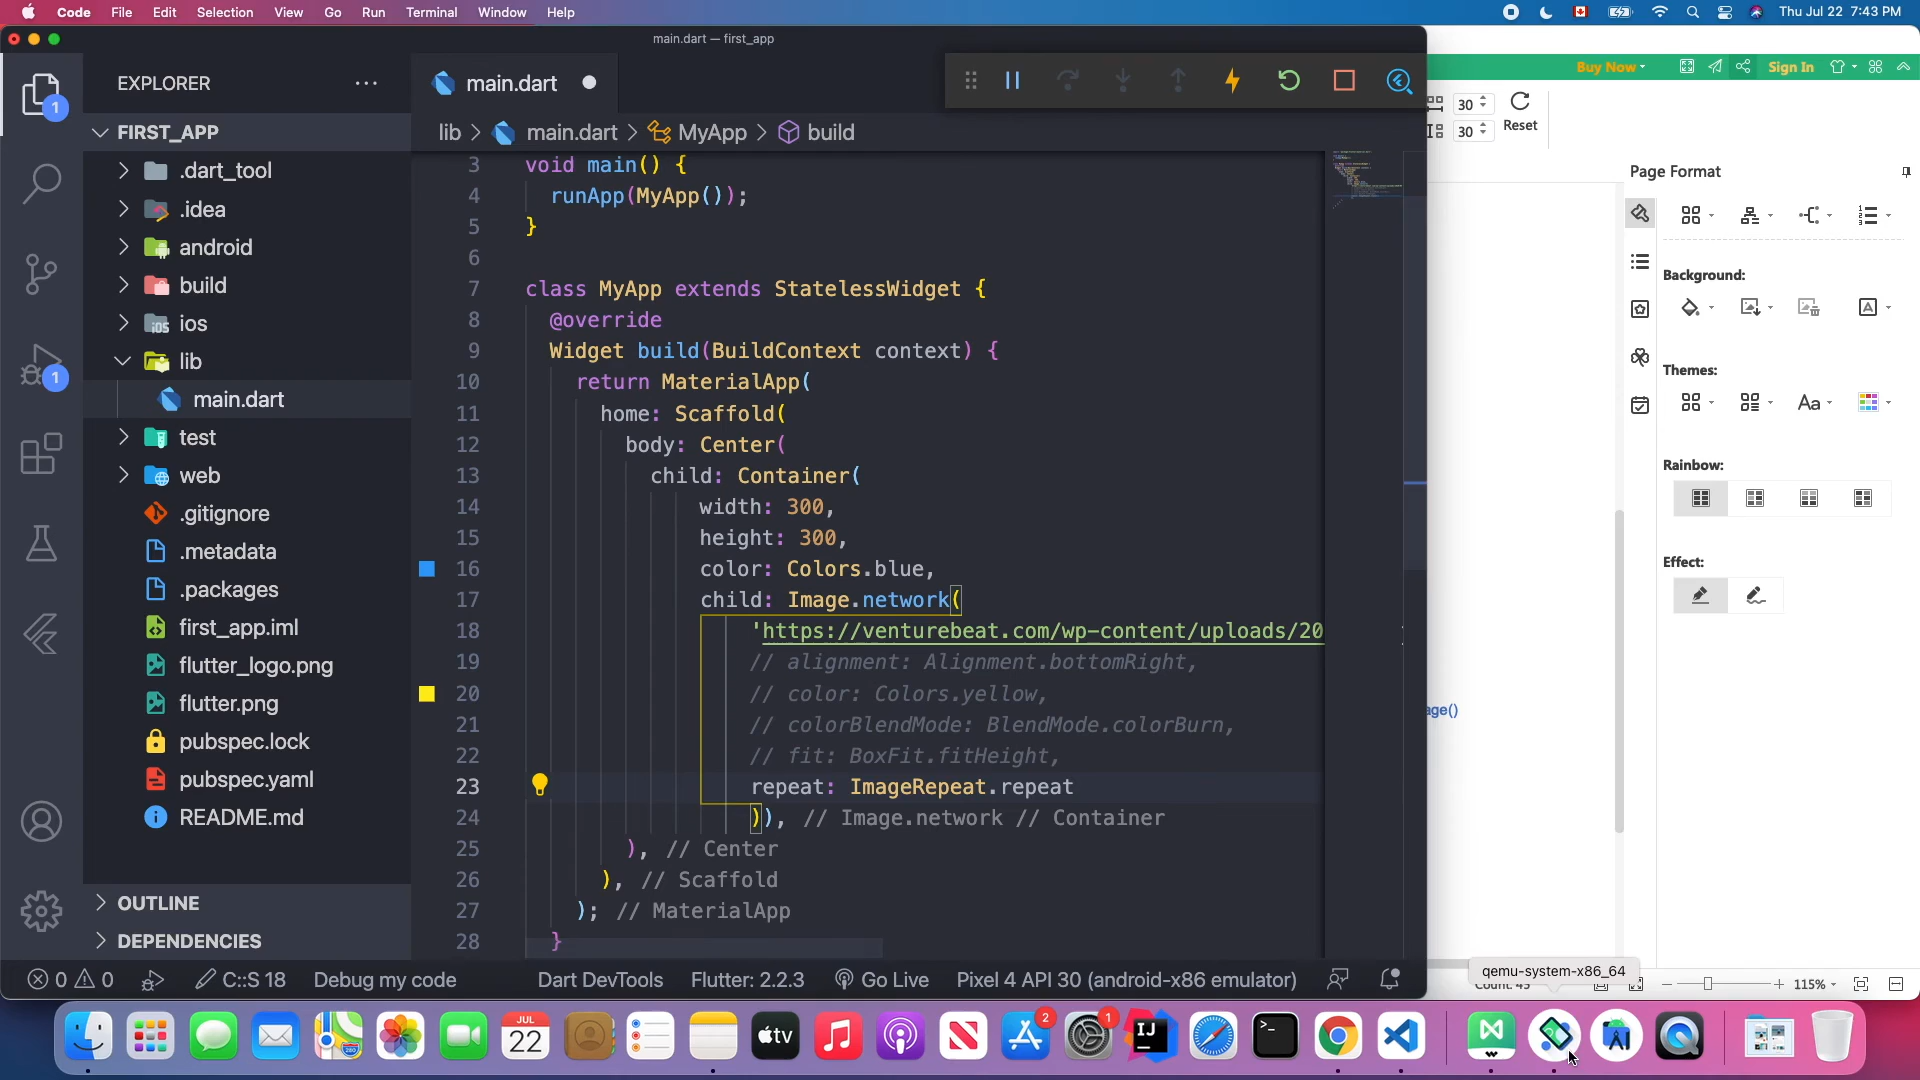 Code File Edit Selection View Go Run Terminal Window Help
Thu Jul 22 7:43 PM
main.dart — first_app
EXPLORER
main.dart
Buy Now
Sign In
30
30
Reset
FIRST_APP
lib > main.dart > MyApp > build
.dart_tool
.idea
android
build
ios
lib
main.dart
test
web
.gitignore
.metadata
.packages
first_app.iml
flutter_logo.png
flutter.png
pubspec.lock
pubspec.yaml
README.md
OUTLINE
DEPENDENCIES
1
1
3 void main() {
4 runApp(MyApp());
5 }
6
7 class MyApp extends StatelessWidget {
8 @override
9 Widget build(BuildContext context) {
10 return MaterialApp(
11 home: Scaffold(
12 body: Center(
13 child: Container(
14 width: 300,
15 height: 300,
16 color: Colors.blue,
17 child: Image.network(
18 'https://venturebeat.com/wp-content/uploads/20
19 // alignment: Alignment.bottomRight,
20 // color: Colors.yellow,
21 // colorBlendMode: BlendMode.colorBurn,
22 // fit: BoxFit.fitHeight,
23 repeat: ImageRepeat.repeat
24 )), // Image.network // Container
25 ), // Center
26 ), // Scaffold
27 ); // MaterialApp
28 }
age()
Page Format
Background:
Themes:
Aa
Rainbow:
Effect:
0 0 C::S 18 Debug my code Dart DevTools Flutter: 2.2.3 Go Live Pixel 4 API 30 (android-x86 emulator)
qemu-system-x86_64
115%
JUL
22
tv
2
1
IJ